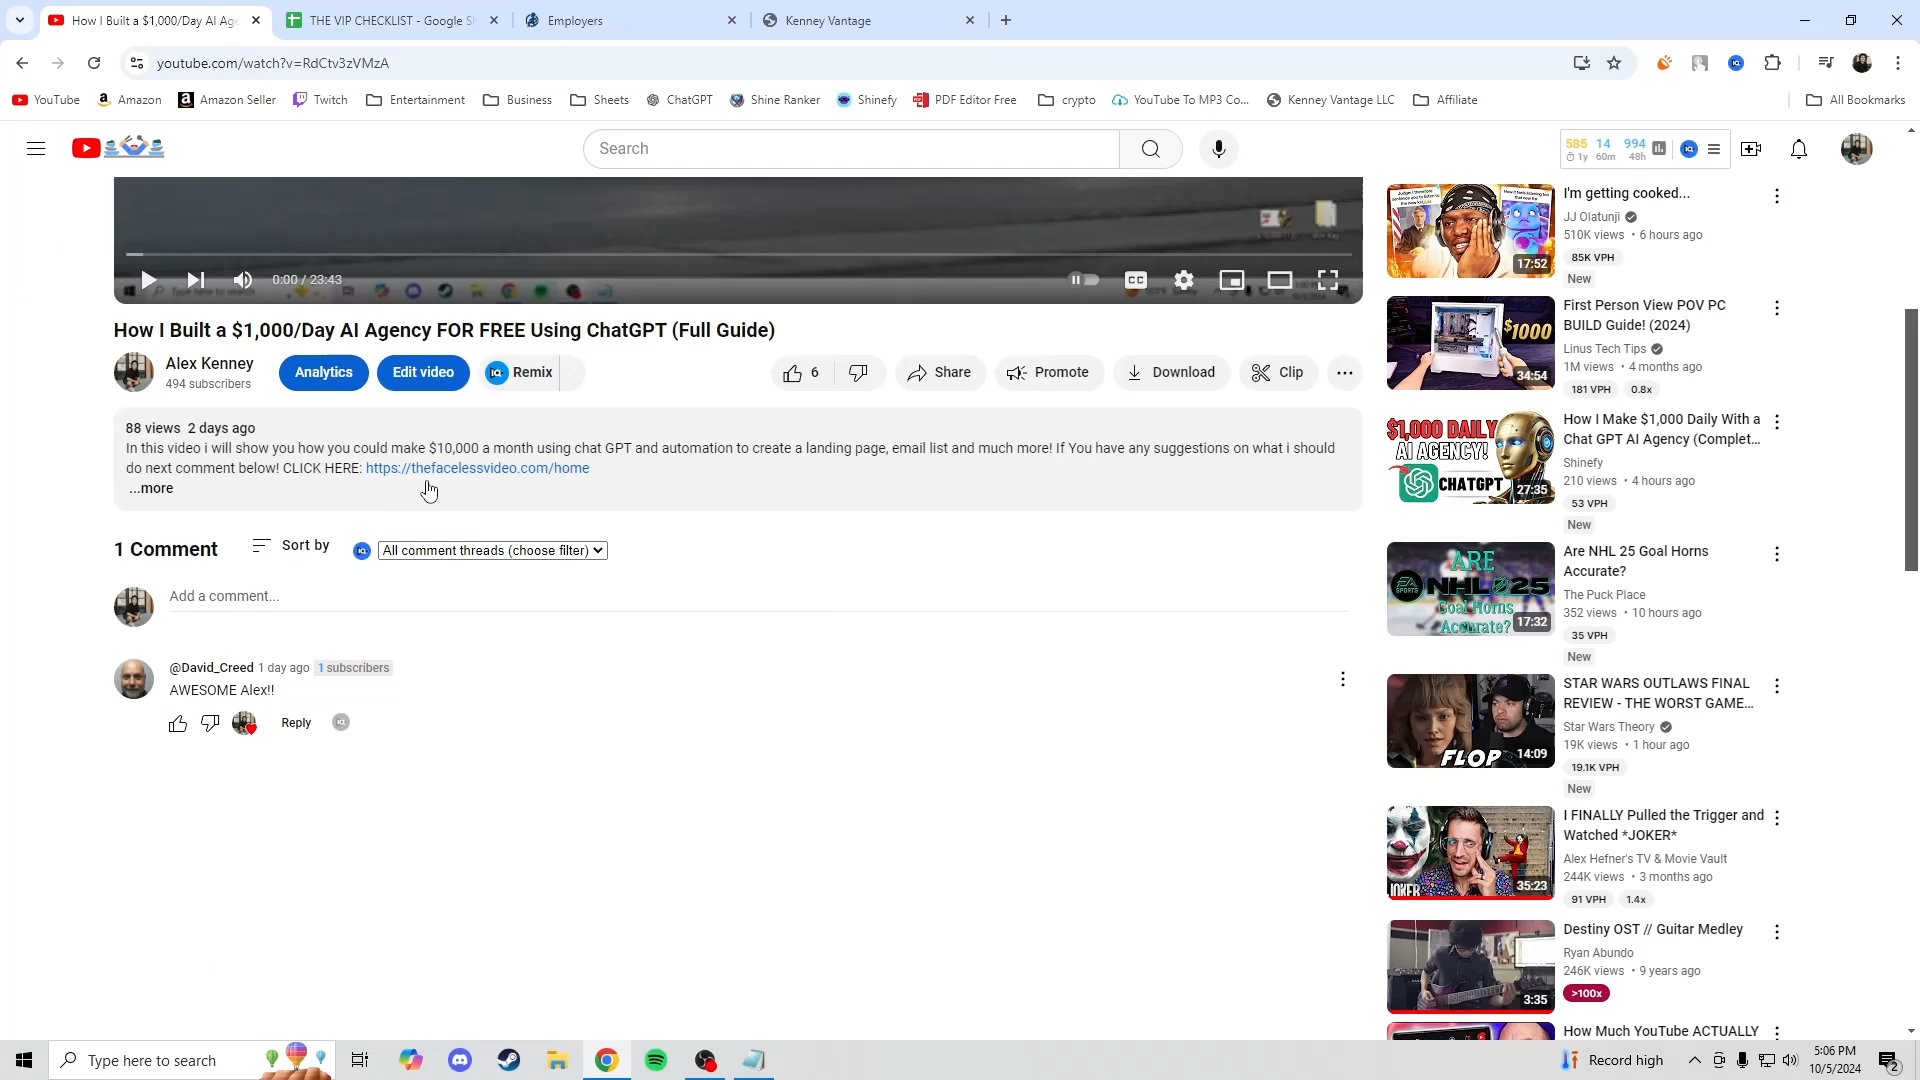 How I Built a $1,000/Day AI Age
THE VIP CHECKLIST - Google S
Employers
Kenney Vantage
youtube.com/watch?v=RdCtv3zVMzA
YouTube
Amazon
Amazon Seller
Twitch
Entertainment
Business
Sheets
ChatGPT
Shine Ranker
Shinefy
PDF Editor Free
crypto
YouTube To MP3 Co...
Kenney Vantage LLC
Affiliate
All Bookmarks
Search
585 14 994
1y 60m 48h
0:00 / 23:43
CC
How I Built a $1,000/Day AI Agency FOR FREE Using ChatGPT (Full Guide)
Alex Kenney
494 subscribers
Analytics
Edit video
Remix
6
Share
Promote
Download
Clip
88 views 2 days ago
In this video i will show you how you could make $10,000 a month using chat GPT and automation to create a landing page, email list and much more! If You have any suggestions on what i should
do next comment below! CLICK HERE: https://thefacelessvideo.com/home
...more
1 Comment
Sort by
All comment threads (choose filter)
Add a comment...
@David_Creed 1 day ago 1 subscribers
AWESOME Alex!!
Reply
17:52
I'm getting cooked...
JJ Olatunji
510K views • 6 hours ago
85K VPH
New
$1000
34:54
First Person View POV PC
BUILD Guide! (2024)
Linus Tech Tips
1M views • 4 months ago
181 VPH 0.8x
$1,000 DAILY
AI AGENCY!
CHATGPT
27:35
How I Make $1,000 Daily With a
Chat GPT AI Agency (Complet...
Shinefy
210 views • 4 hours ago
53 VPH
New
ARE
EA SPORTS NHL 25
Goal Horns
Accurate?
17:32
Are NHL 25 Goal Horns
Accurate?
The Puck Place
352 views • 10 hours ago
35 VPH
New
FLOP
14:09
STAR WARS OUTLAWS FINAL
REVIEW - THE WORST GAME...
Star Wars Theory
19K views • 1 hour ago
19.1K VPH
New
JOKER
35:23
I FINALLY Pulled the Trigger and
Watched *JOKER*
Alex Hefner's TV & Movie Vault
244K views • 3 months ago
91 VPH 1.4x
3:35
Destiny OST // Guitar Medley
Ryan Abundo
246K views • 9 years ago
>100x
How Much YouTube ACTUALLY
Type here to search
Record high
5:06 PM
10/5/2024
2